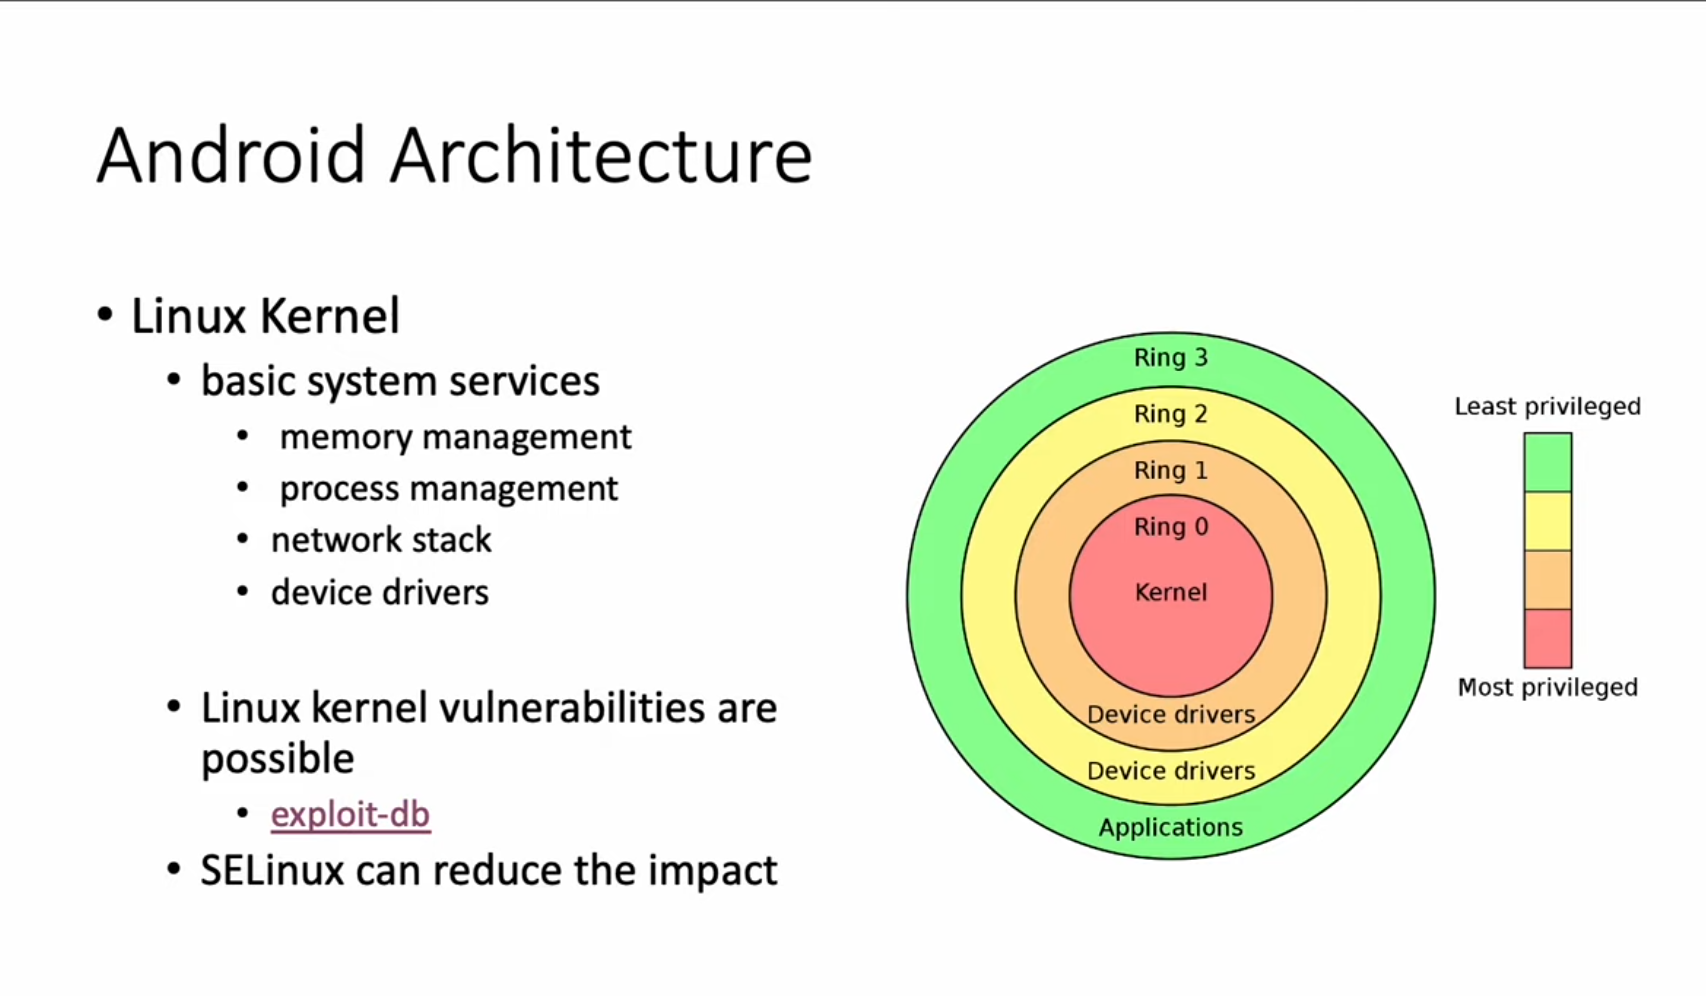 Android Architecture
• Linux Kernel
• basic system services
• memory management
• process management
• network stack
• device drivers
• Linux kernel vulnerabilities are
possible
• exploit-db
• SELinux can reduce the impact
Ring 3
Ring 2
Ring 1
Ring 0
Kernel
Device drivers
Device drivers
Applications
Least privileged
Most privileged